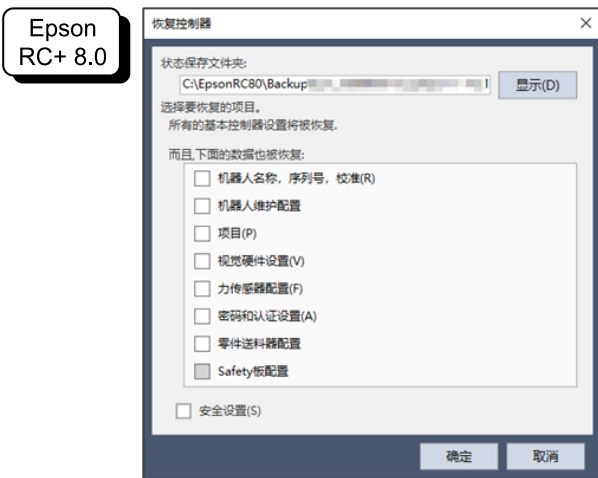 Epson
RC+ 8.0
恢复控制器
状态保存文件夹:
C:\EpsonRC80\Backup
显示(D)
选择要恢复的项目。
所有的基本控制器设置将被恢复.
而且,下面的数据也被恢复:
机器人名称，序列号，校准(R)
机器人维护配置
项目(P)
视觉硬件设置(V)
力传感器配置(F)
密码和认证设置(A)
零件送料器配置
Safety板配置
安全设置(S)
确定
取消